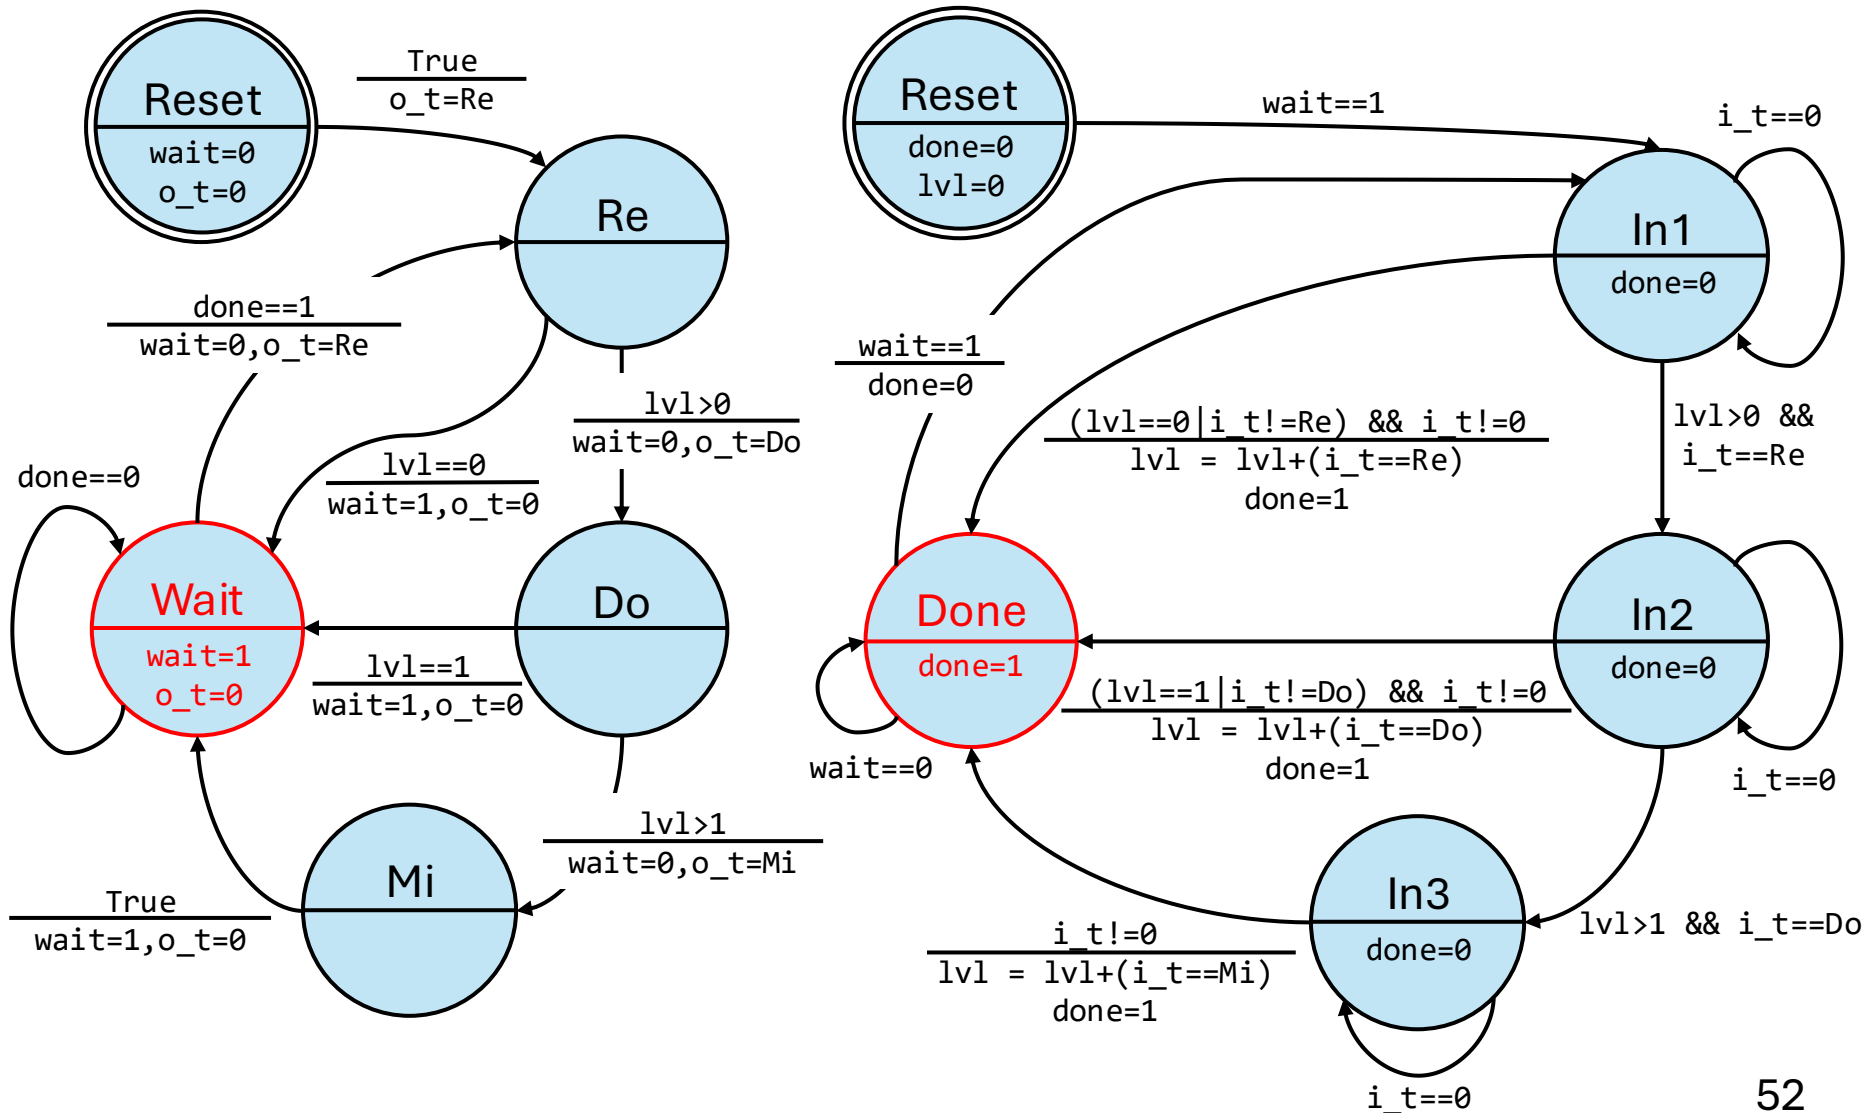 Reset
wait=0
o_t=0
True
o_t=Re
Re
done==1
wait=0,o_t=Re
lvl==0
wait=1,o_t=0
lvl>0
wait=0,o_t=Do
done==0
Wait
wait=1
o_t=0
Do
lvl==1
wait=1,o_t=0
lvl>1
wait=0,o_t=Mi
Mi
True
wait=1,o_t=0
Reset
done=0
lvl=0
wait==1
i_t==0
In1
done=0
wait==1
done=0
(lvl==0|i_t!=Re) && i_t!=0
lvl = lvl+(i_t==Re)
done=1
lvl>0 &&
i_t==Re
Done
done=1
wait==0
In2
done=0
(lvl==1|i_t!=Do) && i_t!=0
lvl = lvl+(i_t==Do)
done=1
i_t==0
In3
done=0
lvl>1 && i_t==Do
i_t!=0
lvl = lvl+(i_t==Mi)
done=1
i_t==0
52